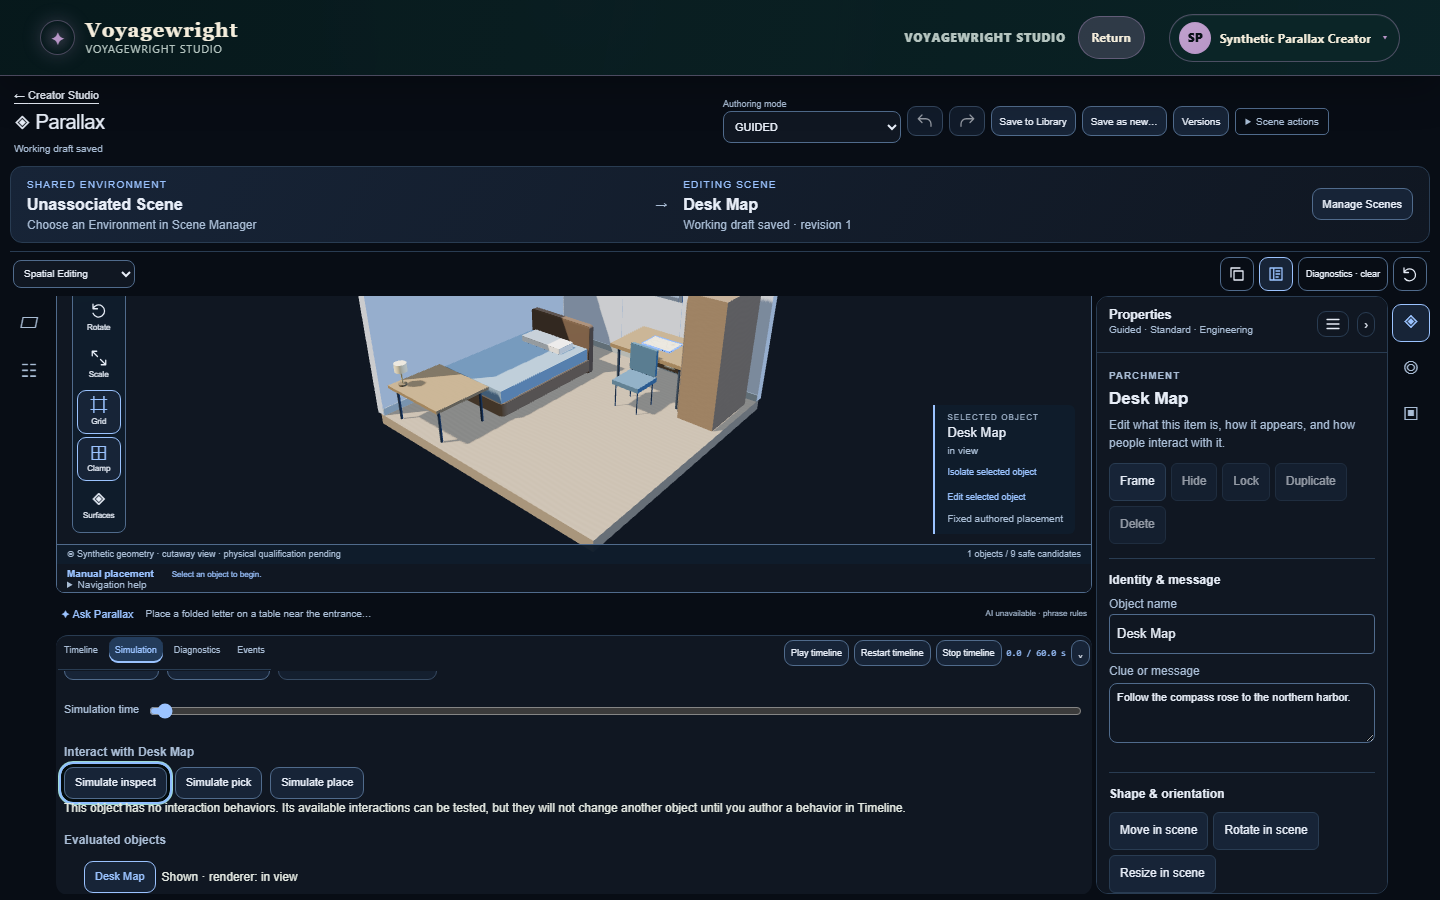 Voyagewright
VOYAGEWRIGHT STUDIO
VOYAGEWRIGHT STUDIO
Return
SP
Synthetic Parallax Creator
← Creator Studio
Parallax
Working draft saved
Authoring mode
GUIDED
Save to Library
Save as new...
Versions
Scene actions
SHARED ENVIRONMENT
Unassociated Scene
Choose an Environment in Scene Manager
→
EDITING SCENE
Desk Map
Working draft saved · revision 1
Manage Scenes
Spatial Editing
Diagnostics · clear
Rotate
Scale
Grid
Clamp
Surfaces
SELECTED OBJECT
Desk Map
in view
Isolate selected object
Edit selected object
Fixed authored placement
Synthetic geometry · cutaway view · physical qualification pending
1 objects / 9 safe candidates
Manual placement
Select an object to begin.
Navigation help
Ask Parallax
Place a folded letter on a table near the entrance...
AI unavailable · phrase rules
Timeline
Simulation
Diagnostics
Events
Play timeline
Restart timeline
Stop timeline
0.0 / 60.0 s
Simulation time
Interact with Desk Map
Simulate inspect
Simulate pick
Simulate place
This object has no interaction behaviors. Its available interactions can be tested, but they will not change another object until you author a behavior in Timeline.
Evaluated objects
Desk Map
Shown · renderer: in view
Properties
Guided · Standard · Engineering
PARCHMENT
Desk Map
Edit what this item is, how it appears, and how
people interact with it.
Frame
Hide
Lock
Duplicate
Delete
Identity & message
Object name
Desk Map
Clue or message
Follow the compass rose to the northern harbor.
Shape & orientation
Move in scene
Rotate in scene
Resize in scene